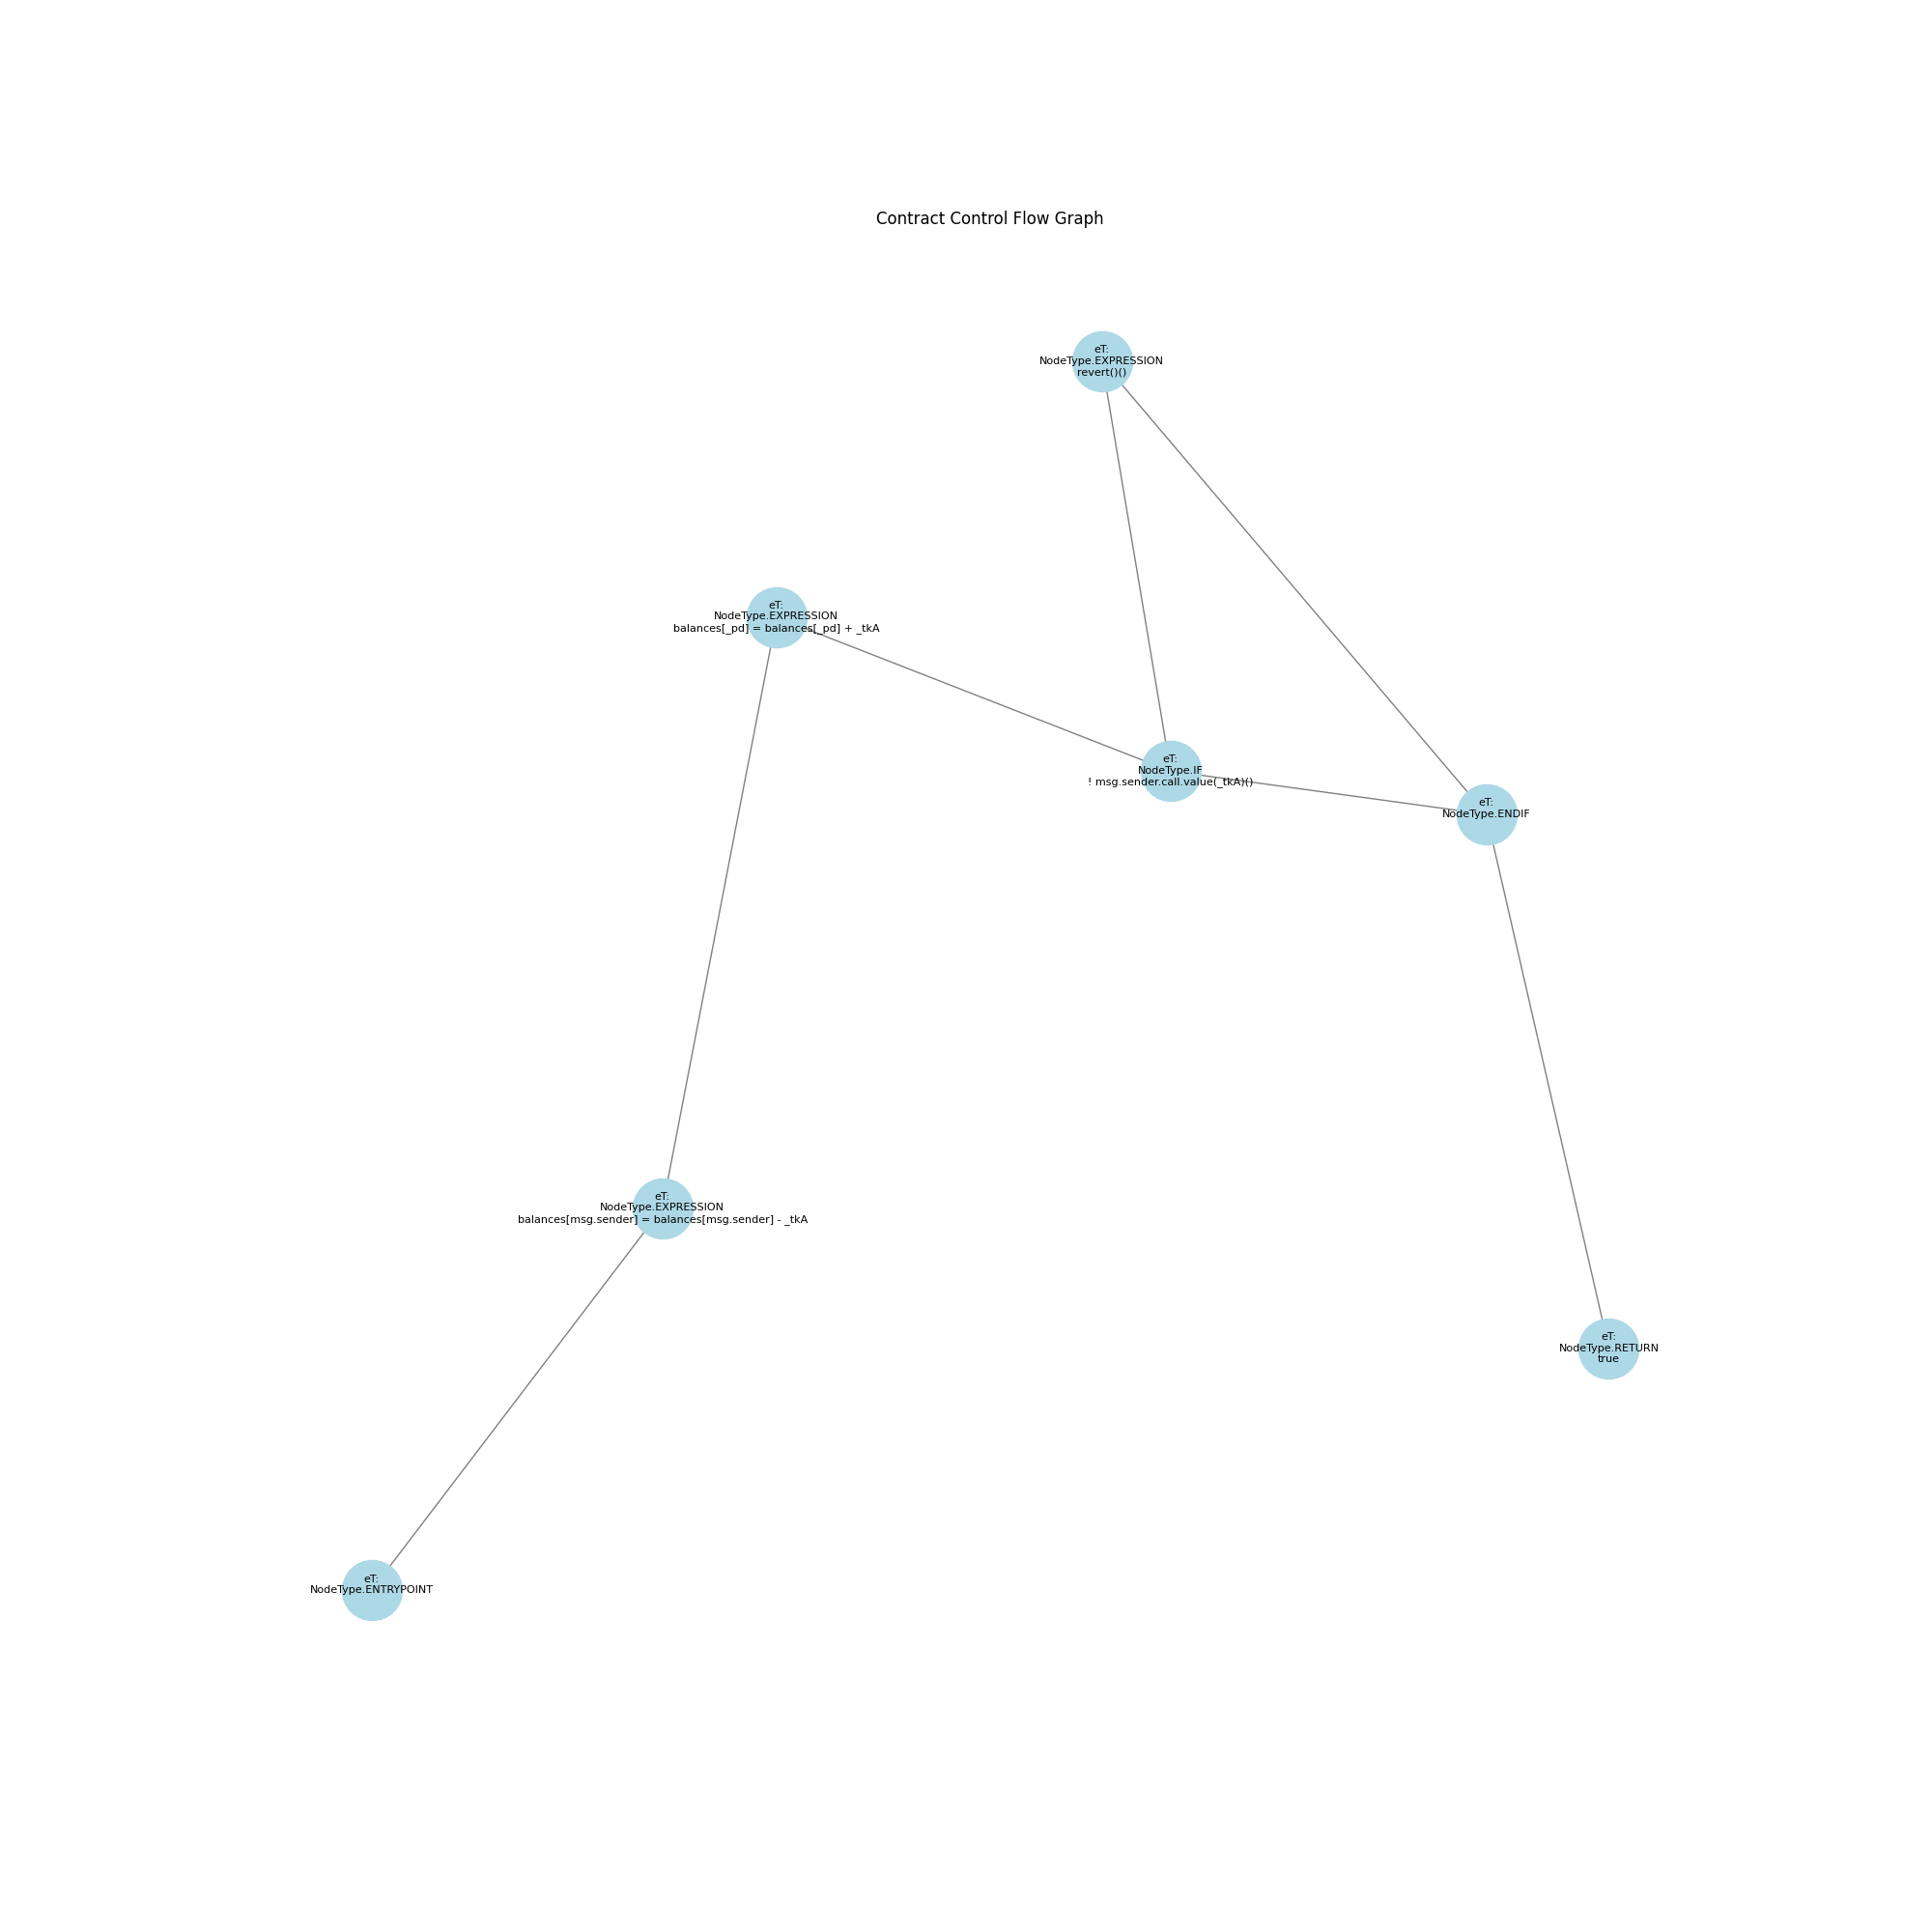 Contract Control Flow Graph
eT:
NodeType.EXPRESSION
revert()()
eT:
NodeType.EXPRESSION
balances[_pd] = balances[_pd] + _tkA
eT:
NodeType.IF
! msg.sender.call.value(_tkA)()
eT:
NodeType.ENDIF
eT:
NodeType.EXPRESSION
balances[msg.sender] = balances[msg.sender] - _tkA
eT:
NodeType.RETURN
true
eT:
NodeType.ENTRYPOINT